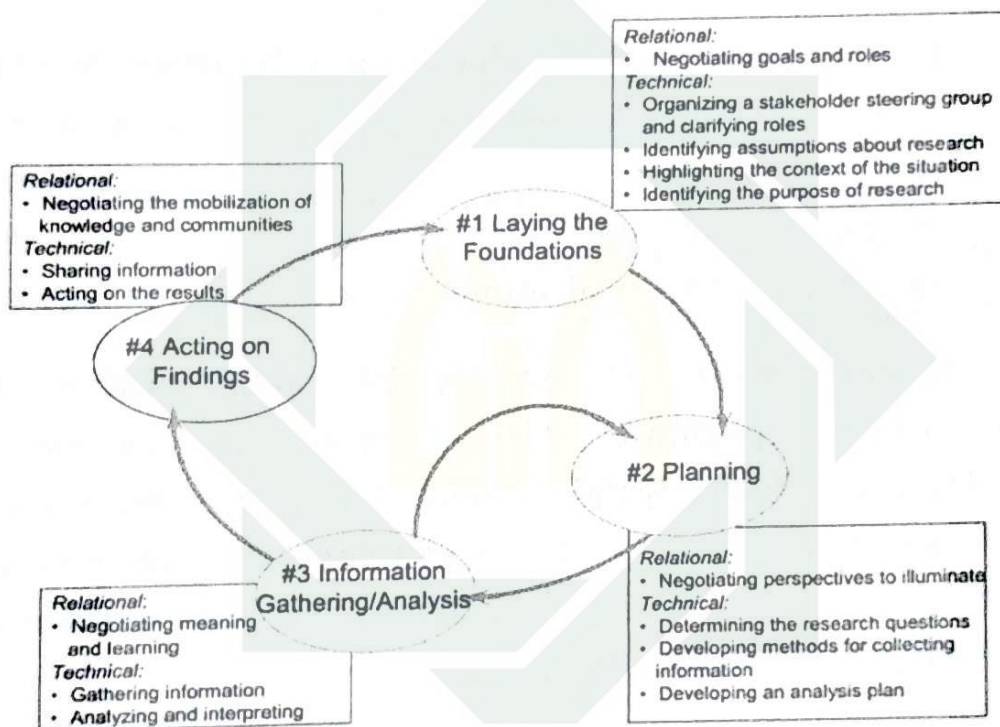 Relational:
• Negotiating goals and roles
Technical:
• Organizing a stakeholder steering group
and clarifying roles
• Identifying assumptions about research
• Highlighting the context of the situation
• Identifying the purpose of research
Relational:
• Negotiating the mobilization of
knowledge and communities
Technical:
• Sharing information
• Acting on the results
#1 Laying the
Foundations
#4 Acting on
Findings
#2 Planning
#3 Information
Gathering/Analysis
Relational:
• Negotiating perspectives to illuminate
Technical:
• Determining the research questions
• Developing methods for collecting
information
• Developing an analysis plan
Relational:
• Negotiating meaning
and learning
Technical:
• Gathering information
• Analyzing and interpreting